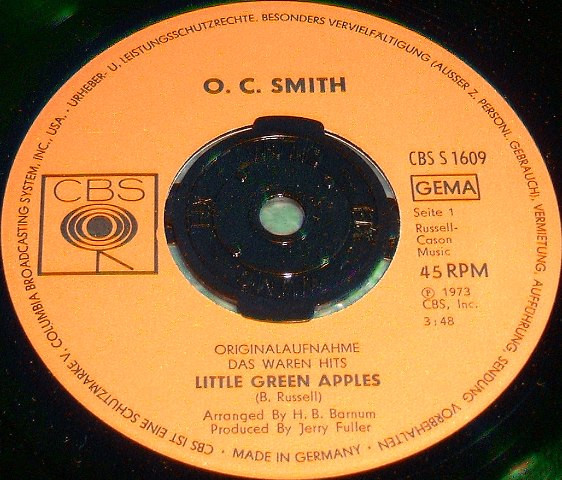 URHEBER- U. LEISTUNGSSCHUTZRECHTE. BESONDERS VERVIELFÄLTIGUNG (AUSSER Z. PERSONL. GEBRAUCH), VERMIETUNG, AUFFÜHRUNG, SENDUNG VORBEHALTEN
O. C. SMITH
CBS
CBS S 1609
GEMA
Seite 1
Russell-
Cason
Music
45 RPM
℗ 1973
CBS, Inc.
3:48
ORIGINALAUFNAHME
DAS WAREN HITS
LITTLE GREEN APPLES
(B. Russell)
Arranged By H. B. Barnum
Produced By Jerry Fuller
CBS IST EINE SCHUTZMARKE V. COLUMBIA BROADCASTING SYSTEM, INC., USA.
MADE IN GERMANY